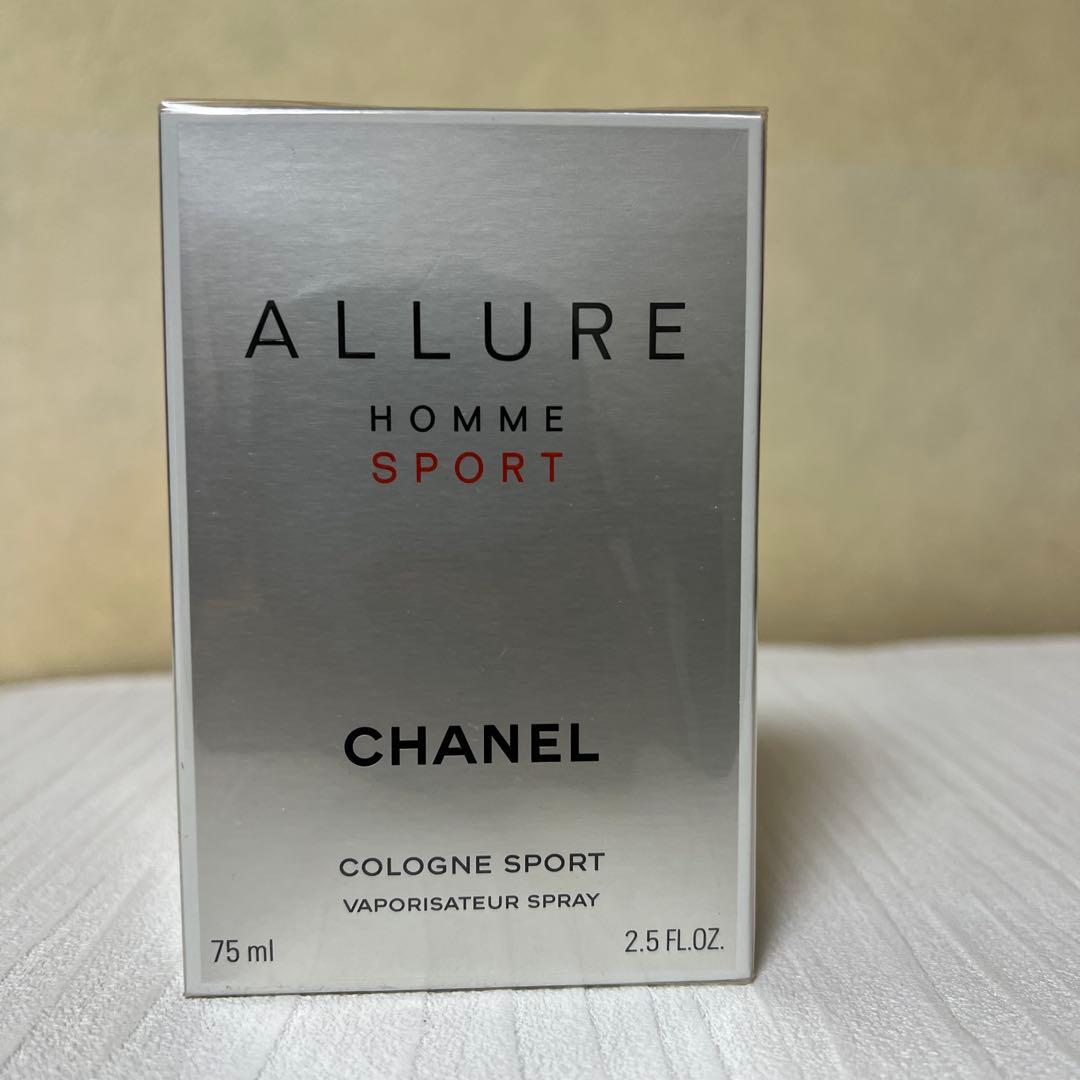 ALLURE
HOMME
SPORT
CHANEL
COLOGNE SPORT
VAPORISATEUR SPRAY
75 ml 2.5 FL.OZ.